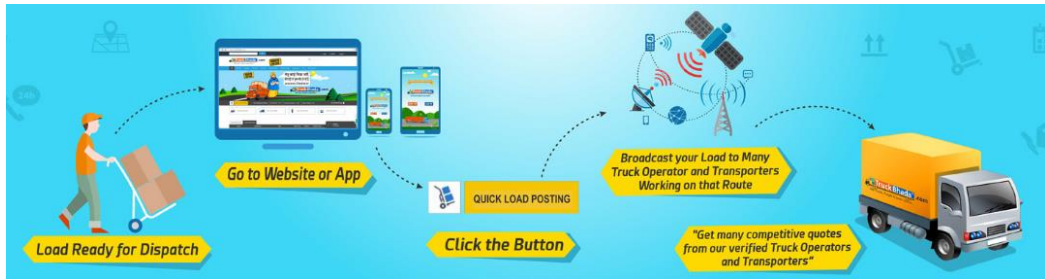 Load Ready for Dispatch
Go to Website or App
QUICK LOAD POSTING
Click the Button
Broadcast your Load to Many
Truck Operator and Transporters
Working on that Route
TruckBhada.com
"Get many competitive quotes
from our verified Truck Operators
and Transporters"